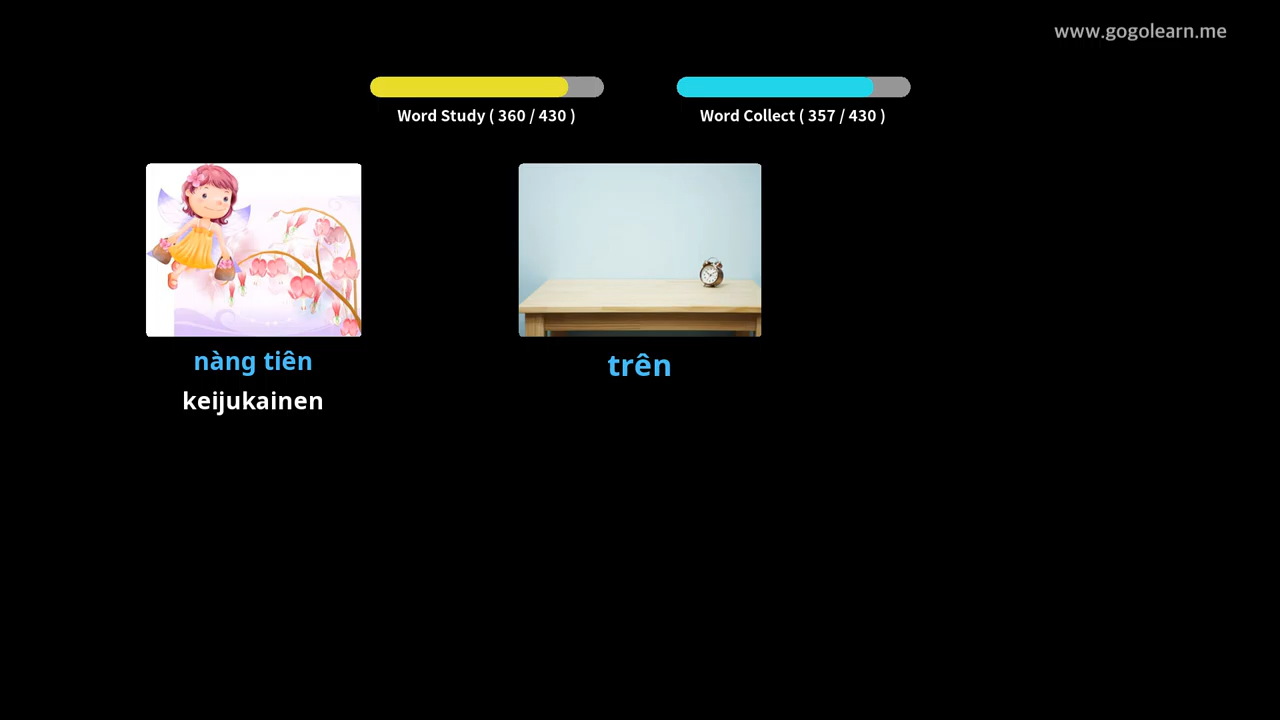 www.gogolearn.me
Word Study ( 360 / 430 )
Word Collect ( 357 / 430 )
nàng tiên
keijukainen
trên